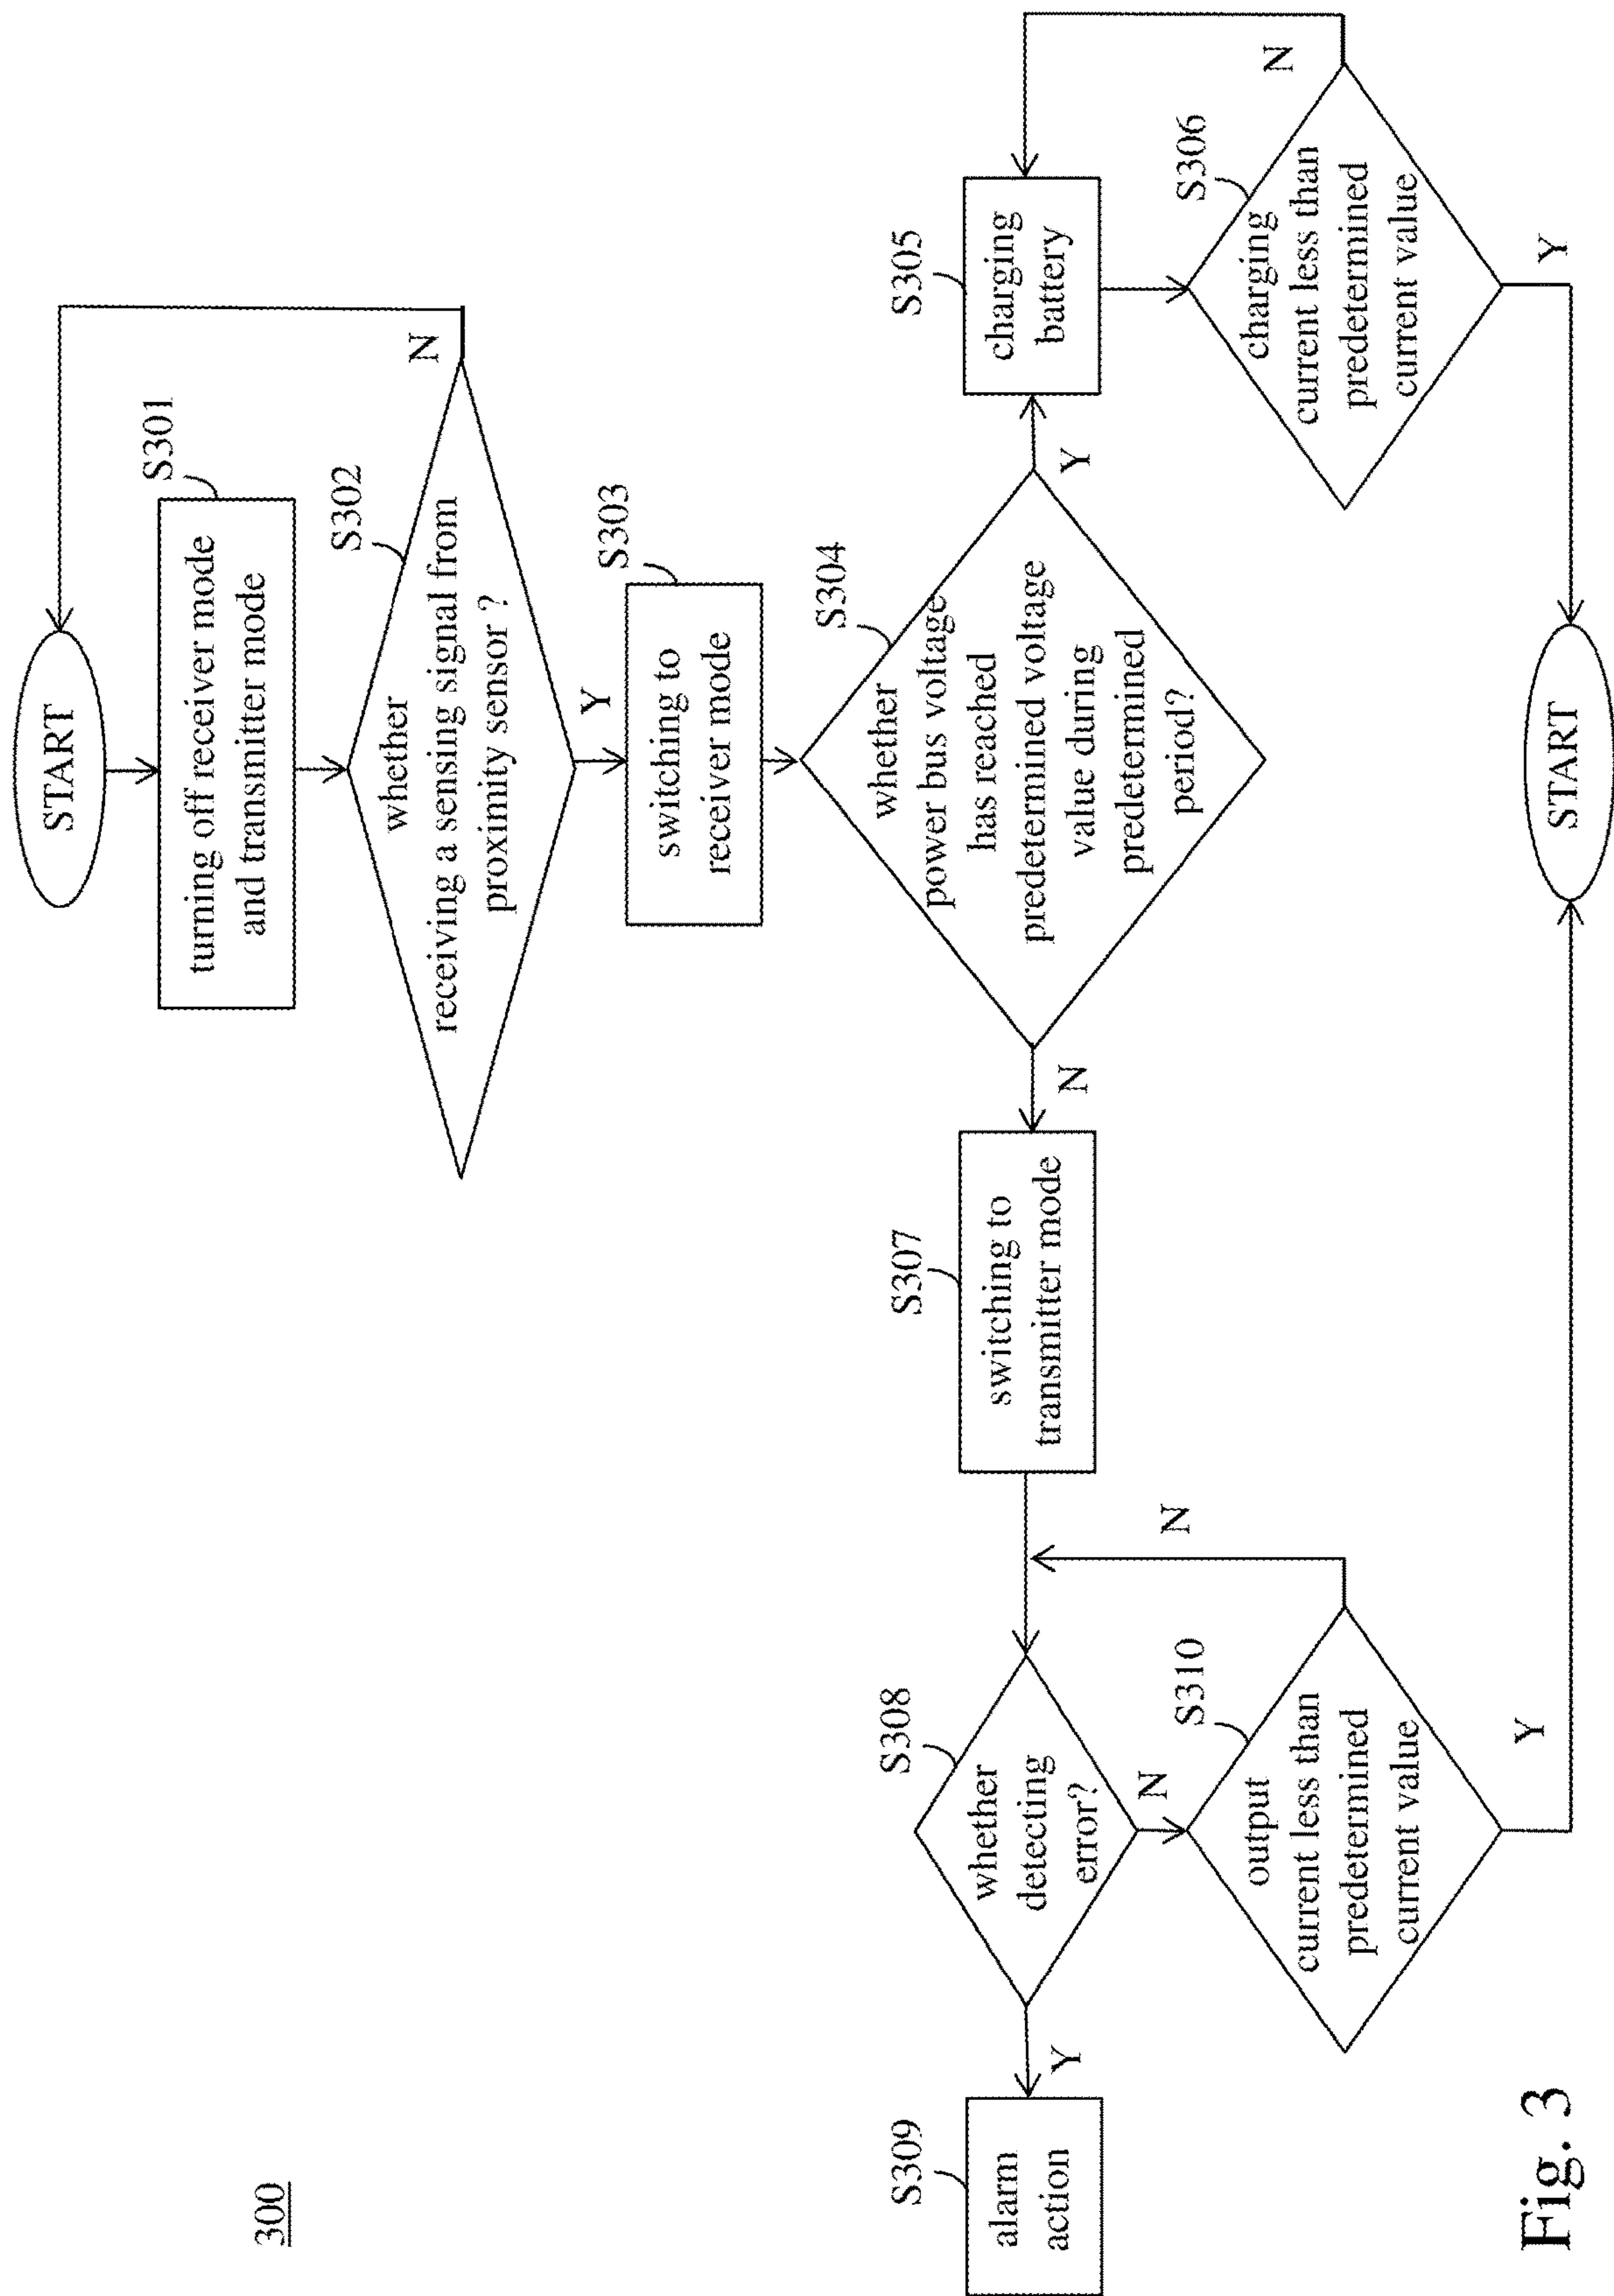 300
START
S301
turning off receiver mode
and transmitter mode
S302
whether
receiving a sensing signal from
proximity sensor ?
N
Y
S303
switching to
receiver mode
S304
whether
power bus voltage
has reached
predetermined voltage
value during
predetermined
period?
Y
N
S305
charging
battery
S306
charging
current less than
predetermined
current value
N
Y
S307
switching to
transmitter mode
S308
whether
detecting
error?
Y
N
S309
alarm
action
S310
output
current less than
predetermined
current value
N
Y
START
Fig. 3